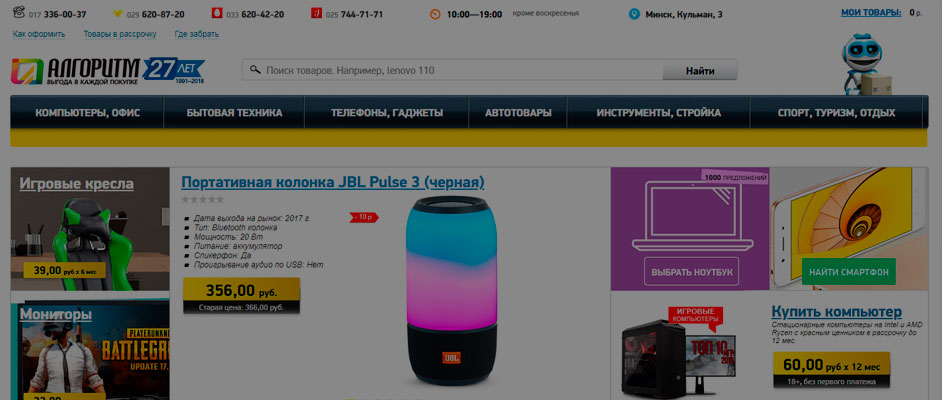 017 336-00-37
029 620-87-20
033 620-42-20
025 744-71-71
10:00—19:00 кроме воскресенья
Минск, Кульман, 3
МОИ ТОВАРЫ: 0 р.
Как оформить
Товары в рассрочку
Где забрать
АЛГОРИТМ
ВЫГОДА В КАЖДОЙ ПОКУПКЕ
27 ЛЕТ
1991–2018
Поиск товаров. Например, lenovo 110
Найти
КОМПЬЮТЕРЫ, ОФИС
БЫТОВАЯ ТЕХНИКА
ТЕЛЕФОНЫ, ГАДЖЕТЫ
АВТОТОВАРЫ
ИНСТРУМЕНТЫ, СТРОЙКА
СПОРТ, ТУРИЗМ, ОТДЫХ
Игровые кресла
39,00 руб x 6 мес
Мониторы
BATTLEGR
UPDATE 17.
Портативная колонка JBL Pulse 3 (черная)
Дата выхода на рынок: 2017 г.
Тип: Bluetooth колонка
Мощность: 20 Вт
Питание: аккумулятор
Спикерфон: Да
Проигрывание аудио по USB: Нет
- 10 р
356,00 руб.
Старая цена: 366,00 руб.
JBL
1000 ПРЕДЛОЖЕНИЙ
ВЫБРАТЬ НОУТБУК
НАЙТИ СМАРТФОН
ИГРОВЫЕ
КОМПЬЮТЕРЫ
ТОП-10
Купить компьютер
Стационарные компьютеры на Intel и AMD
Ryzen с красным ценником в рассрочку до
12 мес.
60,00 руб x 12 мес
18+, без первого платежа